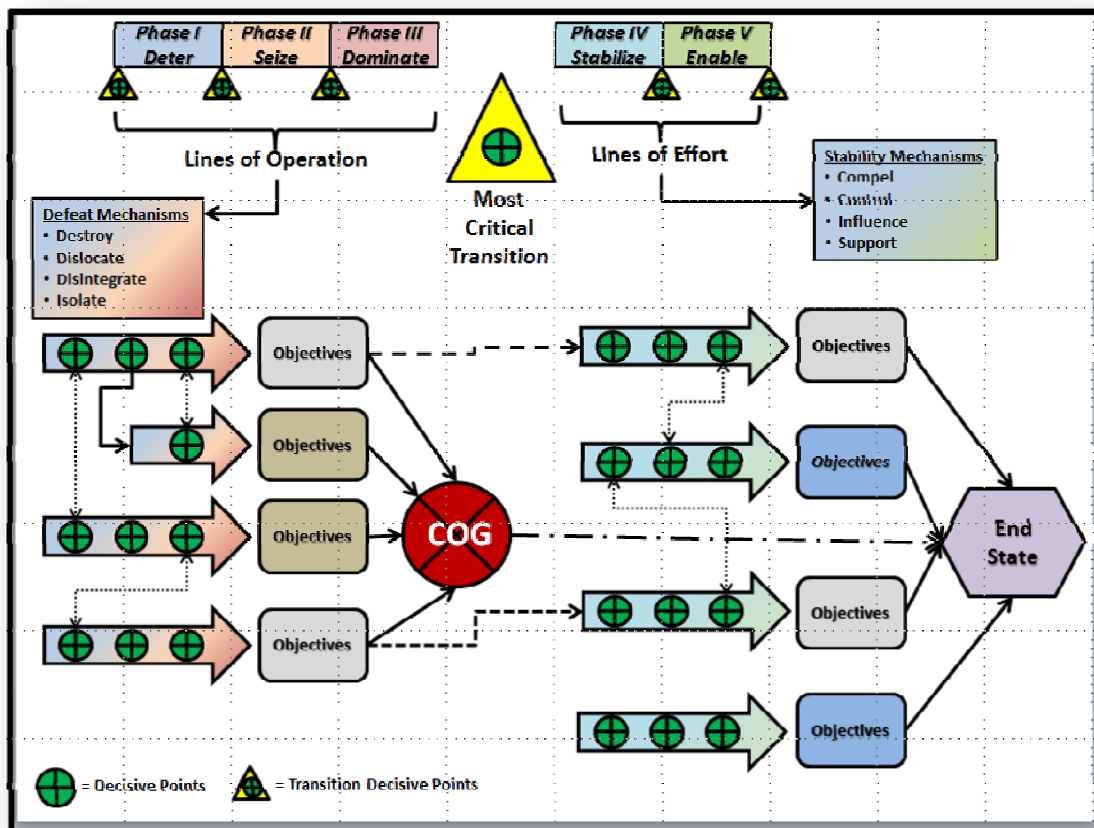 Phase I
Deter
Phase II
Seize
Phase III
Dominate
Phase IV
Stabilize
Phase V
Enable
Lines of Operation
Lines of Effort
Most
Critical
Transition
Defeat Mechanisms
• Destroy
• Dislocate
• Disintegrate
• Isolate
Stability Mechanisms
• Compel
• Control
• Influence
• Support
Objectives
Objectives
Objectives
Objectives
COG
Objectives
Objectives
Objectives
Objectives
End
State
= Decisive Points
= Transition Decisive Points